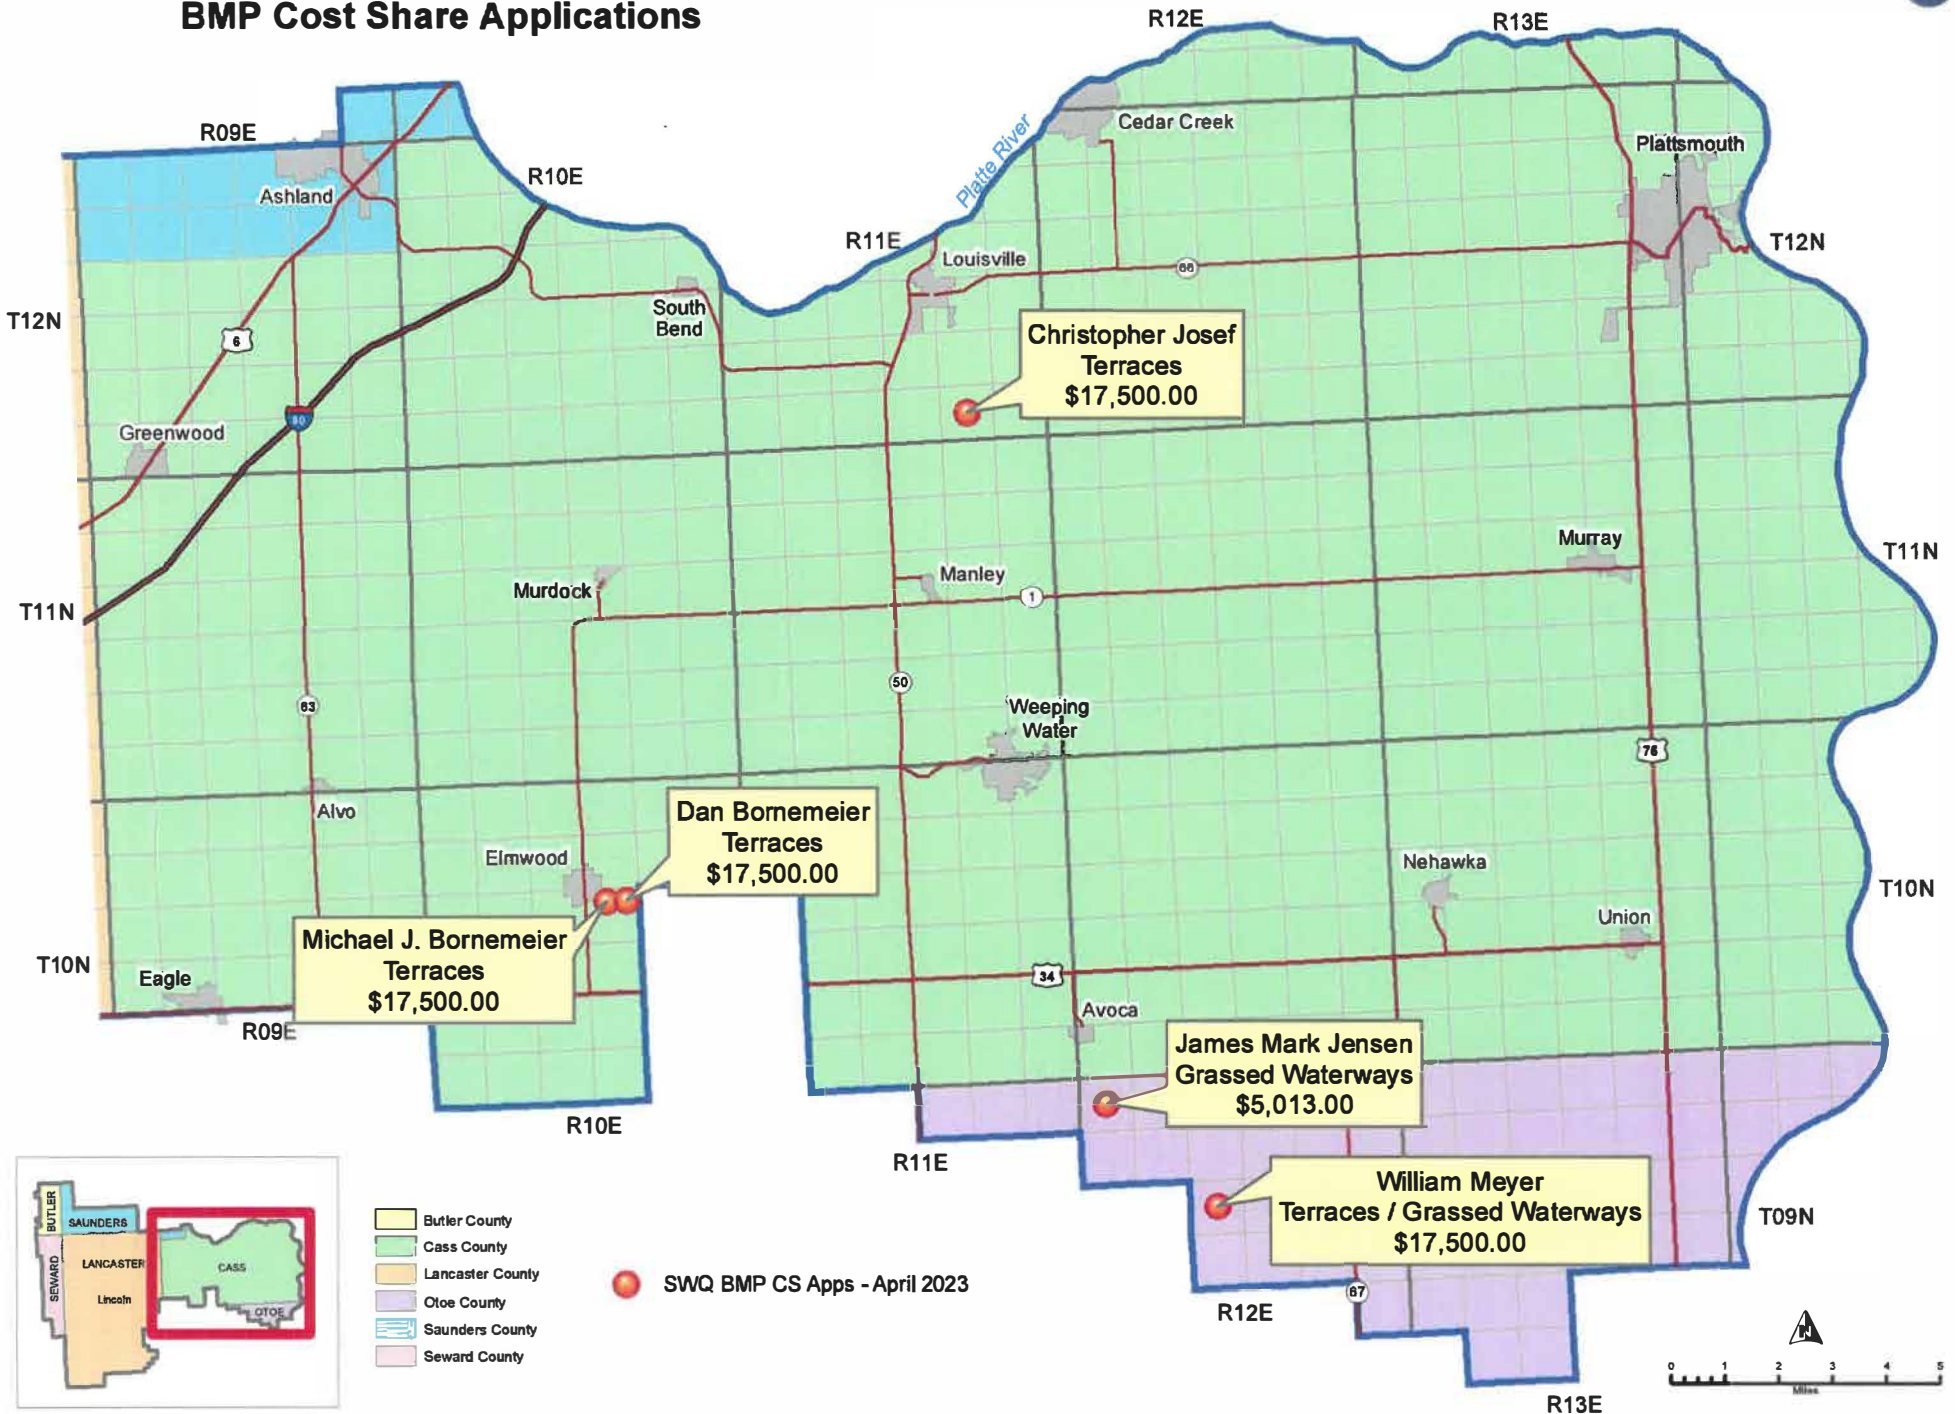 BMP Cost Share Applications
R12E
R13E
R09E
Cedar Creek
Plattsmouth
Platte River
R10E
Ashland
R11E
T12N
Louisville
66
T12N
South
Bend
6
Christopher Josef
Terraces
$17,500.00
80
Greenwood
Murray
T11N
Manley
Murdock
1
T11N
50
63
Weeping
Water
75
Alvo
Dan Bornemeier
Terraces
$17,500.00
Elmwood
Nehawka
T10N
Union
Michael J. Bornemeier
Terraces
$17,500.00
T10N
Eagle
34
Avoca
R09E
James Mark Jensen
Grassed Waterways
$5,013.00
R10E
R11E
William Meyer
Terraces / Grassed Waterways
$17,500.00
T09N
67
R12E
R13E
BUTLER
SAUNDERS
SEWARD
LANCASTER
Lincoln
CASS
OTOE
Butler County
Cass County
Lancaster County
Otoe County
Saunders County
Seward County
SWQ BMP CS Apps - April 2023
N
0 1 2 3 4 5
Miles